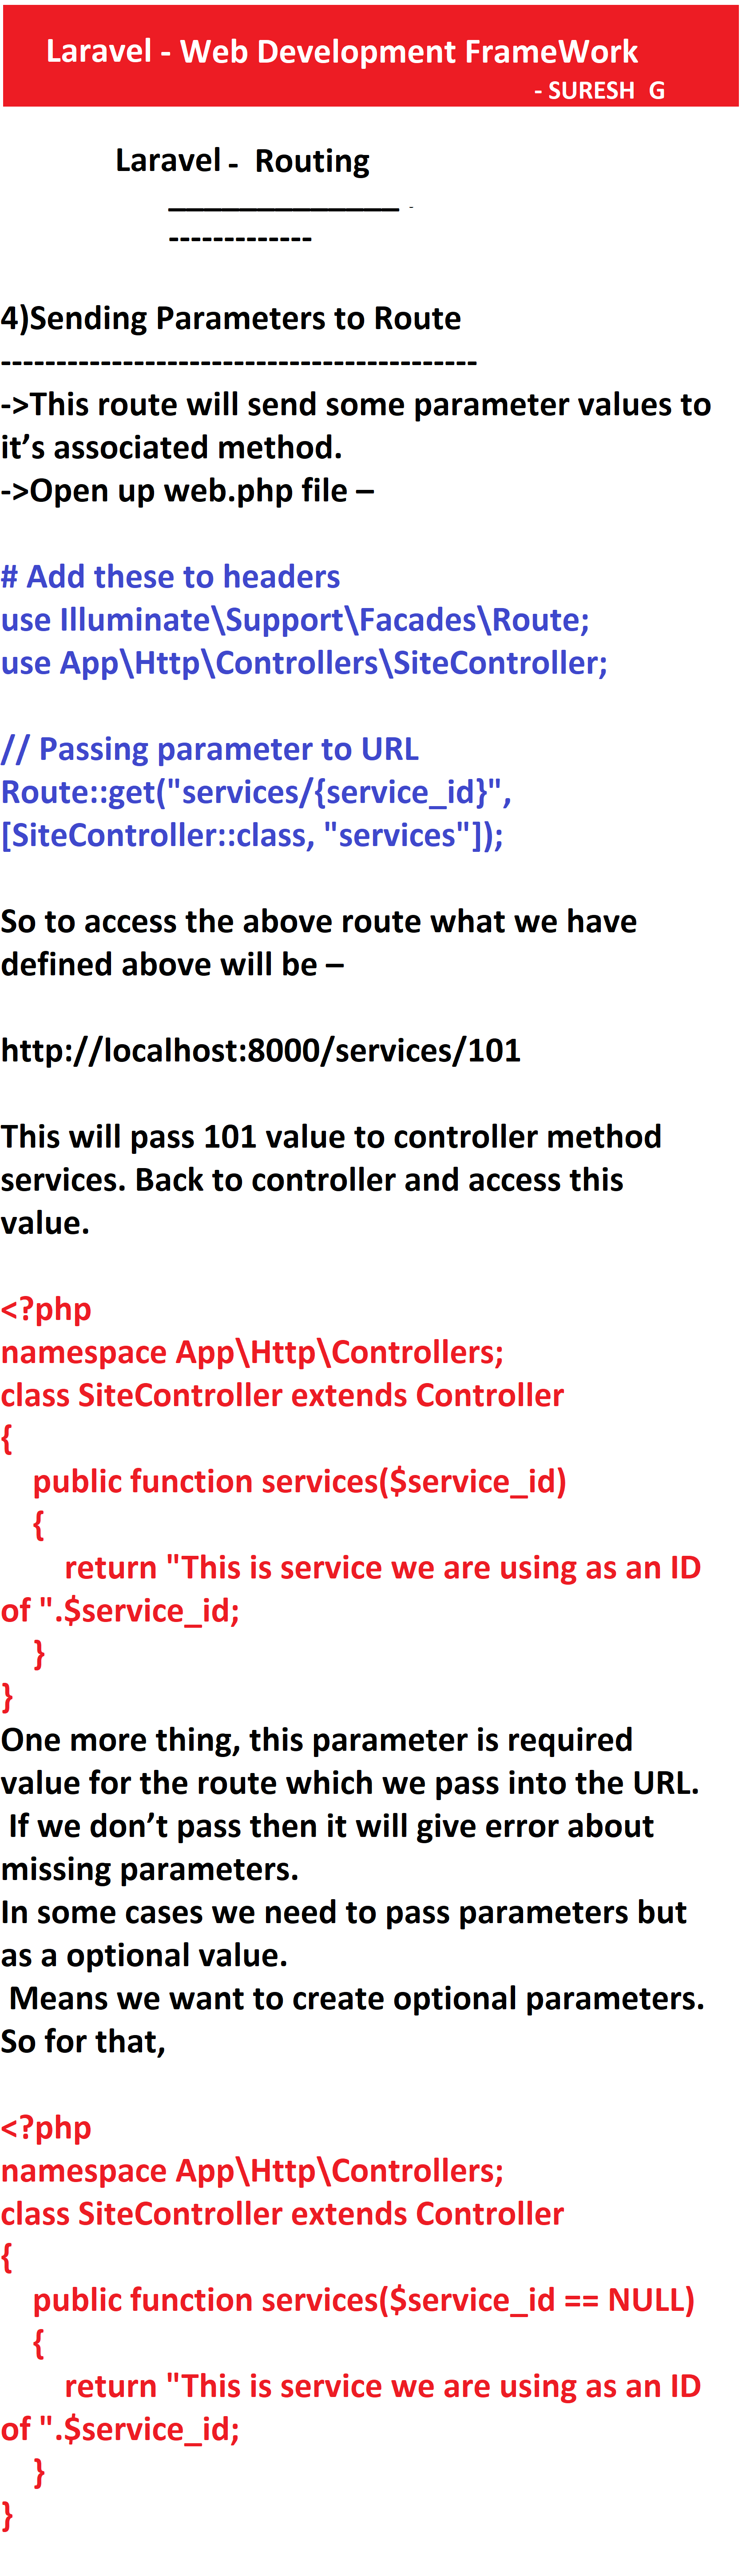 Laravel - Web Development FrameWork
- SURESH G
Laravel - Routing
_______________ -
-------------
4)Sending Parameters to Route
-------------------------------------------
->This route will send some parameter values to
it’s associated method.
->Open up web.php file –
# Add these to headers
use Illuminate\Support\Facades\Route;
use App\Http\Controllers\SiteController;
// Passing parameter to URL
Route::get("services/{service_id}",
[SiteController::class, "services"]);
So to access the above route what we have
defined above will be –
http://localhost:8000/services/101
This will pass 101 value to controller method
services. Back to controller and access this
value.
<?php
namespace App\Http\Controllers;
class SiteController extends Controller
{
public function services($service_id)
{
return "This is service we are using as an ID
of ".$service_id;
}
}
One more thing, this parameter is required
value for the route which we pass into the URL.
If we don’t pass then it will give error about
missing parameters.
In some cases we need to pass parameters but
as a optional value.
Means we want to create optional parameters.
So for that,
<?php
namespace App\Http\Controllers;
class SiteController extends Controller
{
public function services($service_id == NULL)
{
return "This is service we are using as an ID
of ".$service_id;
}
}